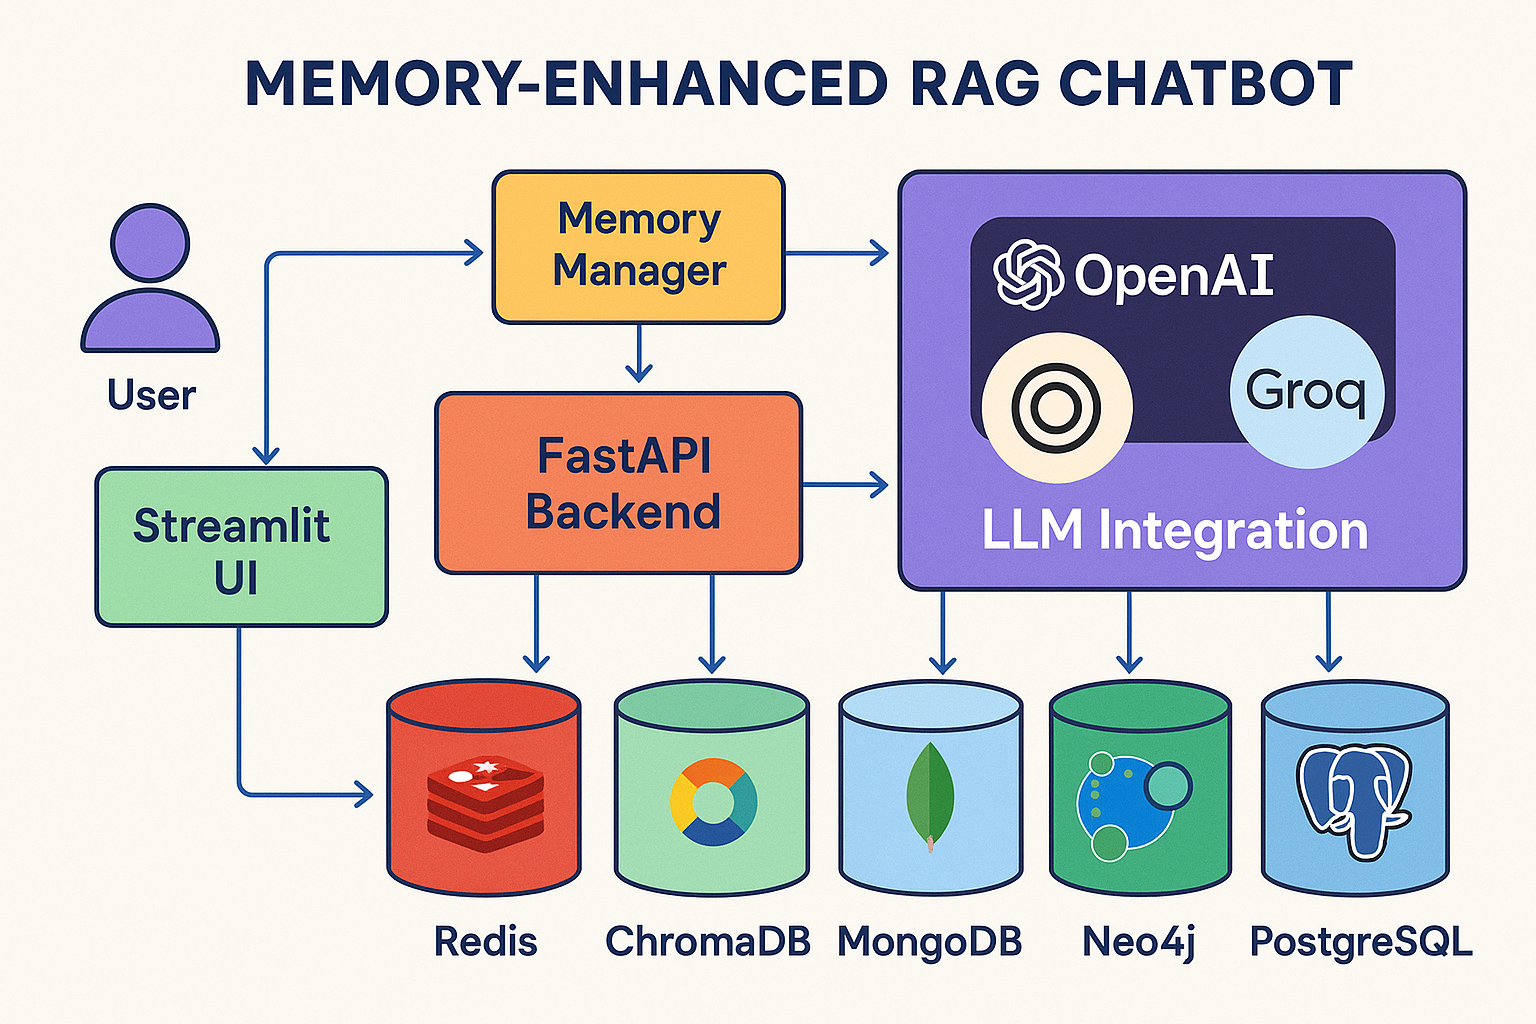 MEMORY-ENHANCED RAG CHATBOT
User
Memory
Manager
OpenAI
Groq
LLM Integration
FastAPI
Backend
Streamlit
UI
Redis
ChromaDB
MongoDB
Neo4j
PostgreSQL